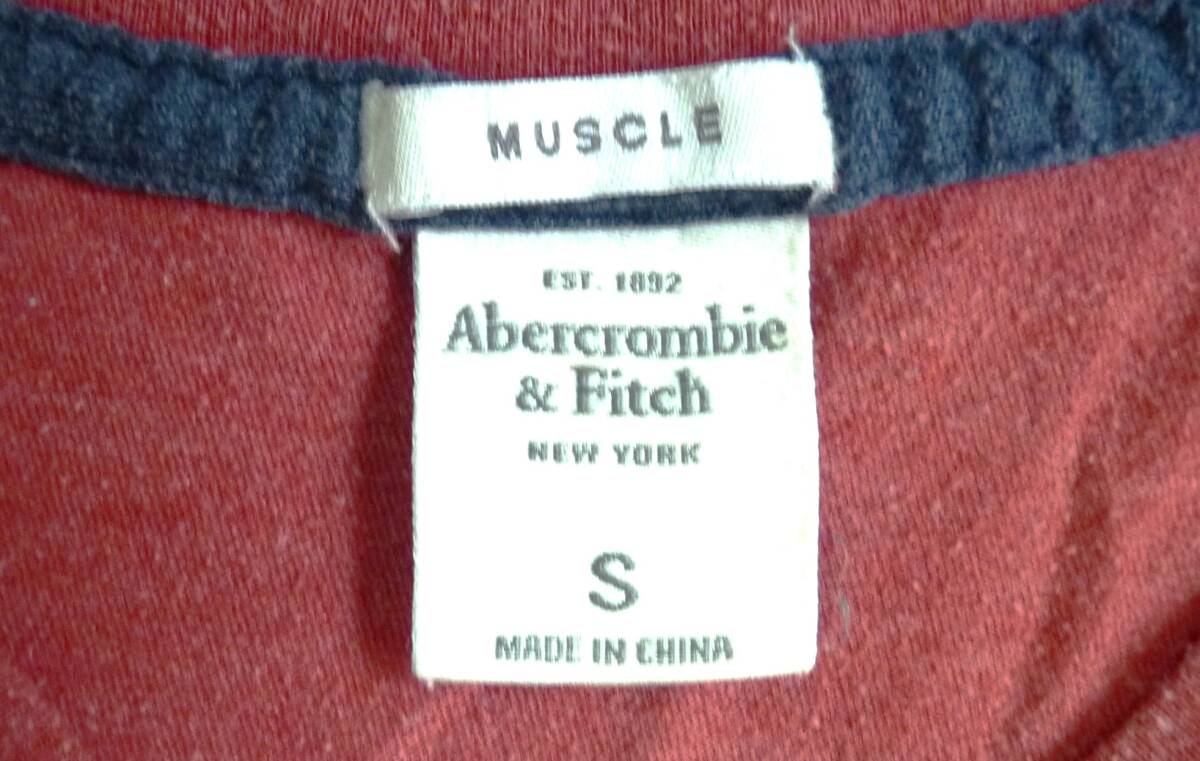 MUSCLE
EST. 1892
Abercrombie
& Fitch
NEW YORK
S
MADE IN CHINA